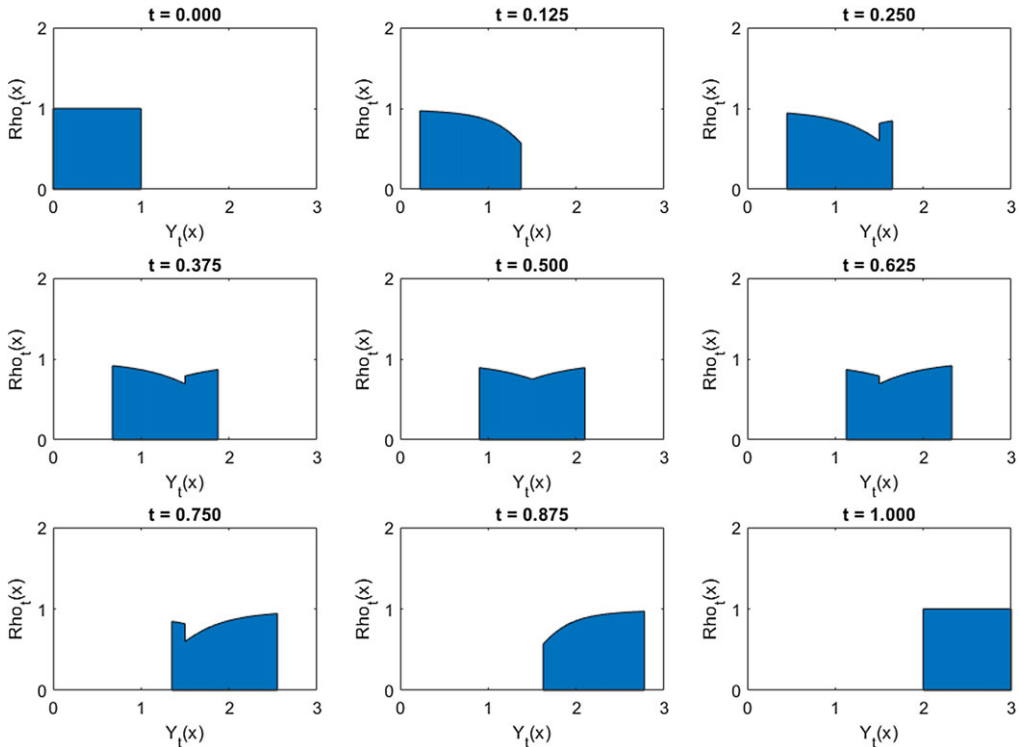 t = 0.000
t = 0.125
t = 0.250
2
1
0
Rho_t(x)
0 1 2 3
Y_t(x)
2
1
0
Rho_t(x)
0 1 2 3
Y_t(x)
2
1
0
Rho_t(x)
0 1 2 3
Y_t(x)
t = 0.375
t = 0.500
t = 0.625
2
1
0
Rho_t(x)
0 1 2 3
Y_t(x)
2
1
0
Rho_t(x)
0 1 2 3
Y_t(x)
2
1
0
Rho_t(x)
0 1 2 3
Y_t(x)
t = 0.750
t = 0.875
t = 1.000
2
1
0
Rho_t(x)
0 1 2 3
Y_t(x)
2
1
0
Rho_t(x)
0 1 2 3
Y_t(x)
2
1
0
Rho_t(x)
0 1 2 3
Y_t(x)